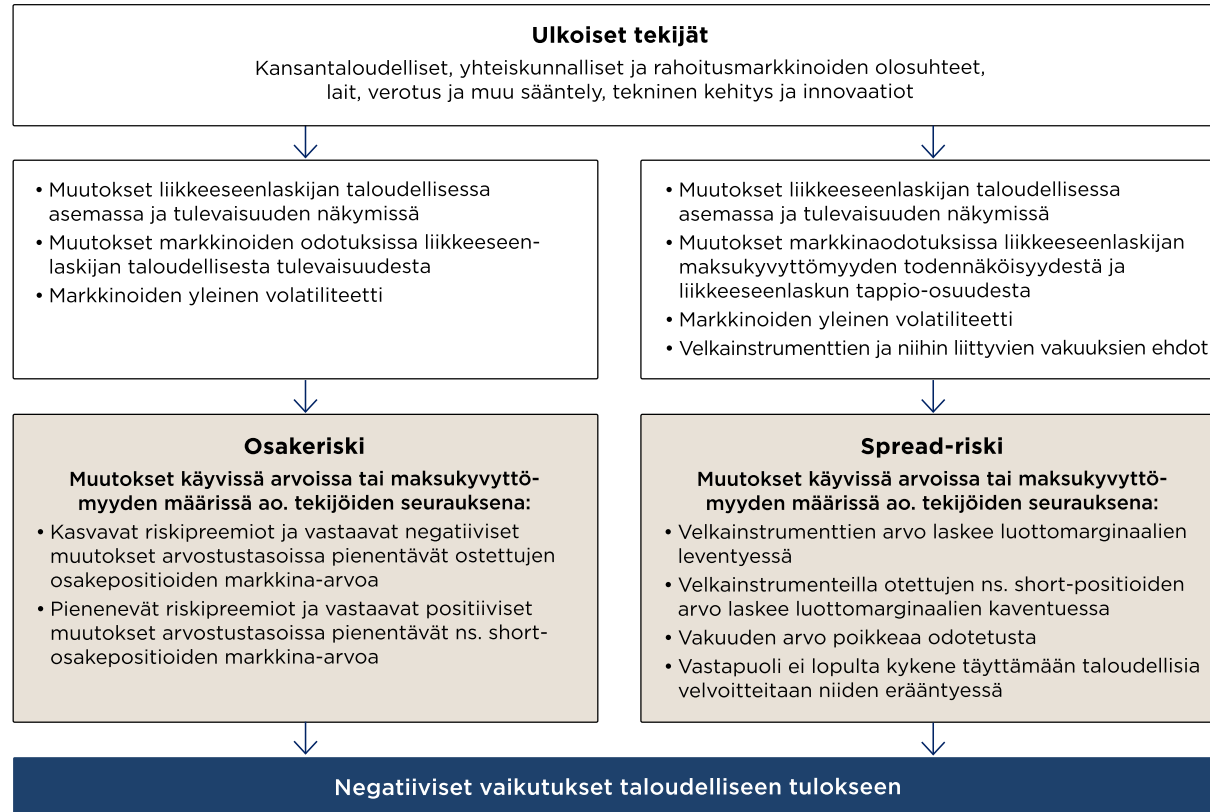 Ulkoiset tekijät
Kansantaloudelliset, yhteiskunnalliset ja rahoitusmarkkinoiden olosuhteet,
lait, verotus ja muu sääntely, tekninen kehitys ja innovaatiot
• Muutokset liikkeeseenlaskijan taloudellisessa
asemassa ja tulevaisuuden näkymissä
• Muutokset markkinoiden odotuksissa liikkeeseen-
laskijan taloudellisesta tulevaisuudesta
• Markkinoiden yleinen volatiliteetti
• Muutokset liikkeeseenlaskijan taloudellisessa
asemassa ja tulevaisuuden näkymissä
• Muutokset markkinaodotuksissa liikkeeseenlaskijan
maksukyvyttömyyden todennäköisyydestä ja
liikkeeseenlaskun tappio-osuudesta
• Markkinoiden yleinen volatiliteetti
• Velkainstrumenttien ja niihin liittyvien vakuuksien ehdot
Osakeriski
Muutokset käyvissä arvoissa tai maksukyvyttö-
myyden määrissä ao. tekijöiden seurauksena:
• Kasvavat riskipreemiot ja vastaavat negatiiviset
muutokset arvostustasoissa pienentävät ostettujen
osakepositioiden markkina-arvoa
• Pienenevät riskipreemiot ja vastaavat positiiviset
muutokset arvostustasoissa pienentävät ns. short-
osakepositioiden markkina-arvoa
Spread-riski
Muutokset käyvissä arvoissa tai maksukyvyttö-
myyden määrissä ao. tekijöiden seurauksena:
• Velkainstrumenttien arvo laskee luottomarginaalien
leventyessä
• Velkainstrumenteilla otettujen ns. short-positioiden
arvo laskee luottomarginaalien kaventuessa
• Vakuuden arvo poikkeaa odotetusta
• Vastapuoli ei lopulta kykene täyttämään taloudellisia
velvoitteitaan niiden erääntyessä
Negatiiviset vaikutukset taloudelliseen tulokseen